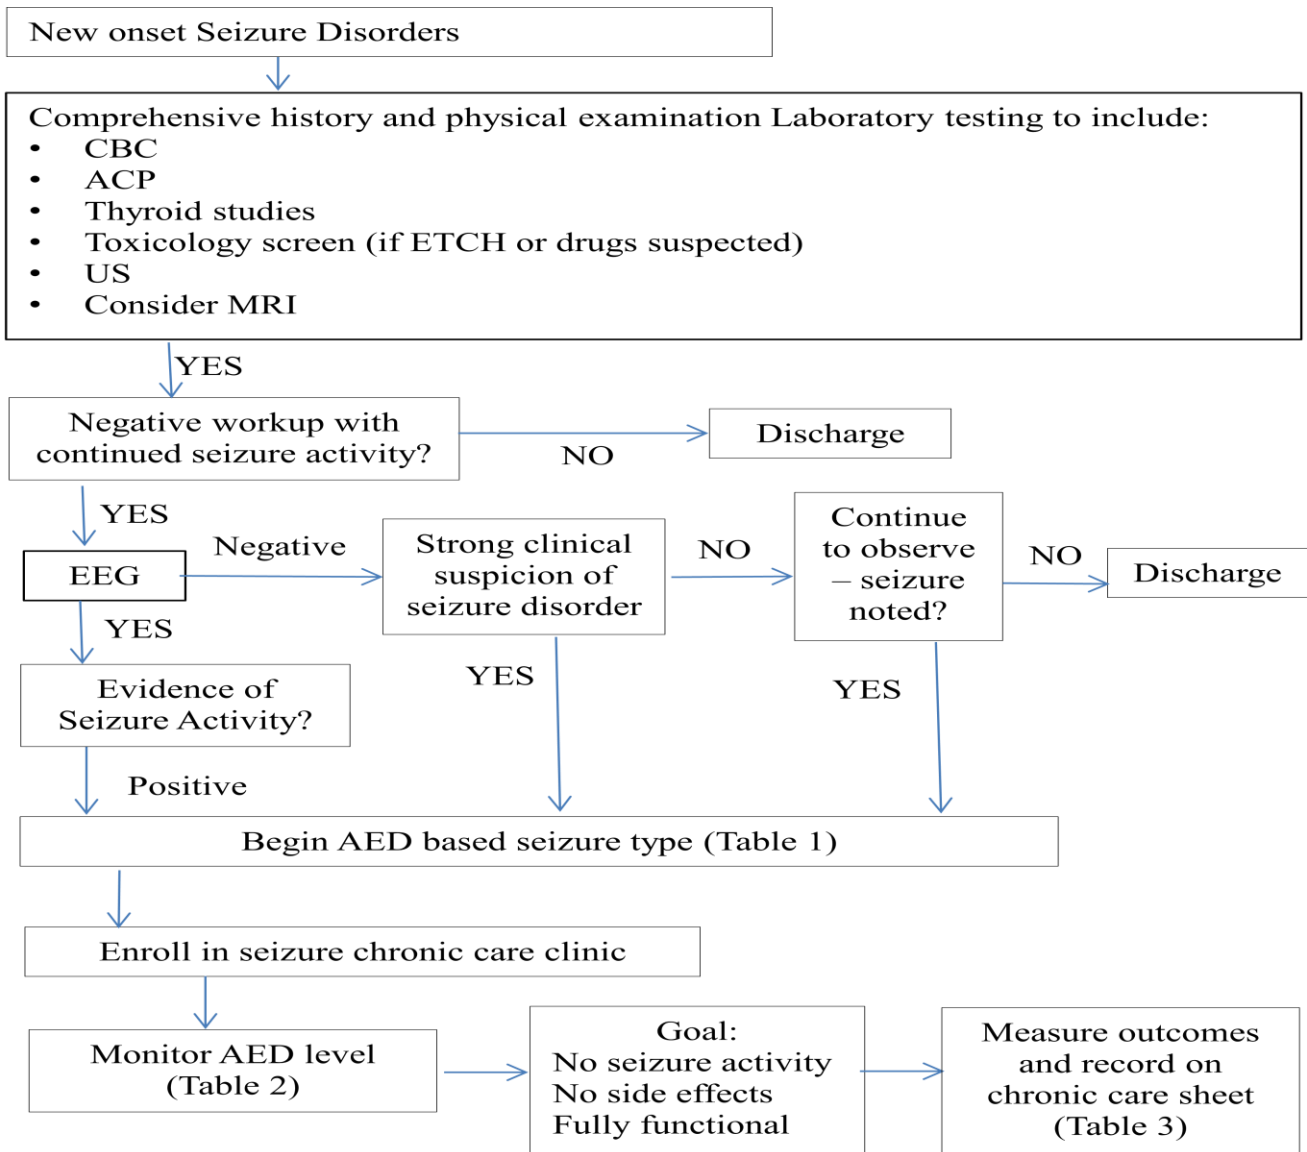 New onset Seizure Disorders
Comprehensive history and physical examination Laboratory testing to include:
• CBC
• ACP
• Thyroid studies
• Toxicology screen (if ETCH or drugs suspected)
• US
• Consider MRI
YES
Negative workup with
continued seizure activity?
NO
Discharge
YES
EEG
Negative
Strong clinical
suspicion of
seizure disorder
NO
Continue
to observe
– seizure
noted?
NO
Discharge
YES
Evidence of
Seizure Activity?
YES
YES
Positive
Begin AED based seizure type (Table 1)
Enroll in seizure chronic care clinic
Monitor AED level
(Table 2)
Goal:
No seizure activity
No side effects
Fully functional
Measure outcomes
and record on
chronic care sheet
(Table 3)